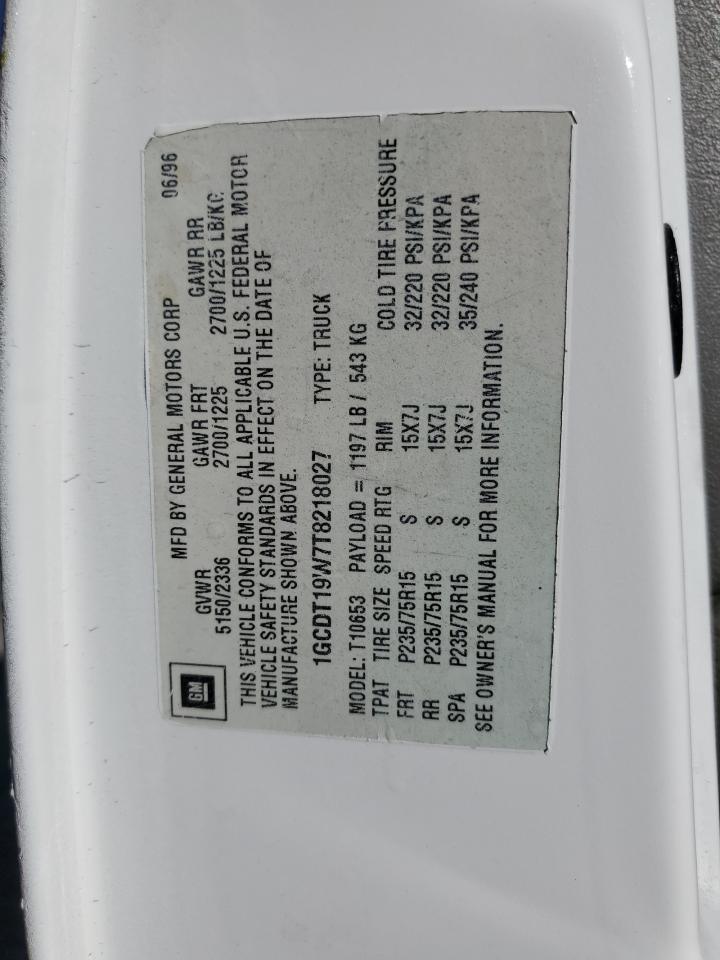 GM
MFD BY GENERAL MOTORS CORP 06/96
GVWR GAWR FRT GAWR RR
5150/2336 2700/1225 2700/1225 LB/KG
THIS VEHICLE CONFORMS TO ALL APPLICABLE U.S. FEDERAL MOTOR
VEHICLE SAFETY STANDARDS IN EFFECT ON THE DATE OF
MANUFACTURE SHOWN ABOVE.
1GCDT19W7T8218027 TYPE: TRUCK
MODEL: T10653 PAYLOAD = 1197 LB / 543 KG
TPAT TIRE SIZE SPEED RTG RIM COLD TIRE PRESSURE
FRT P235/75R15 S 15X7J 32/220 PSI/KPA
RR P235/75R15 S 15X7J 32/220 PSI/KPA
SPA P235/75R15 S 15X7J 35/240 PSI/KPA
SEE OWNER'S MANUAL FOR MORE INFORMATION.